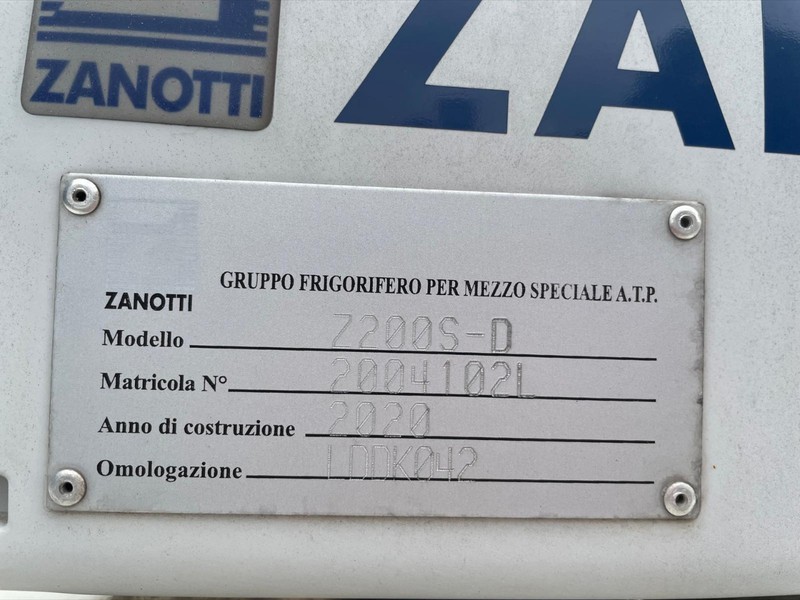 ZANOTTI
ZA
GRUPPO FRIGORIFERO PER MEZZO SPECIALE A.T.P.
ZANOTTI
Modello Z200S-D
Matricola N° 2004102L
Anno di costruzione 2020
Omologazione LDDK042